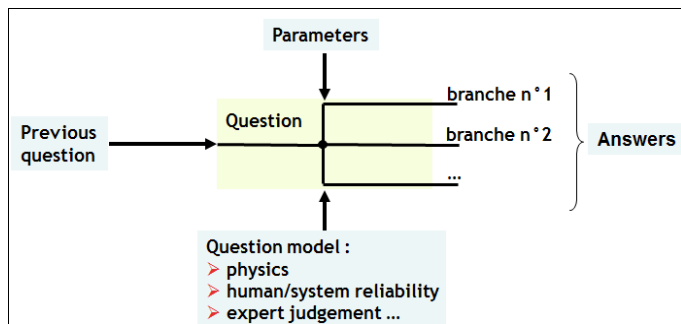 Parameters
branche n°1
Question
branche n°2
Previous
question
Answers
...
Question model :
physics
human/system reliability
expert judgement ...